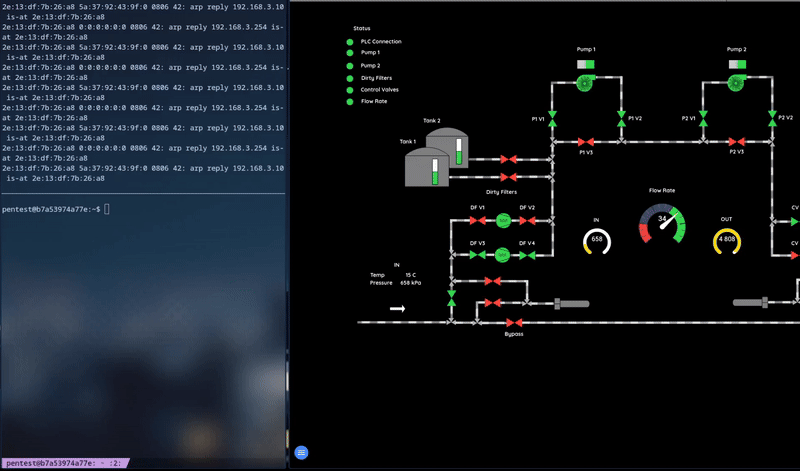 2e:13:df:7b:26:a8 5a:37:92:43:9f:0 0806 42: arp reply 192.168.3.10
is-at 2e:13:df:7b:26:a8
2e:13:df:7b:26:a8 0:0:0:0:0:0 0806 42: arp reply 192.168.3.254 is-
at 2e:13:df:7b:26:a8
2e:13:df:7b:26:a8 5a:37:92:43:9f:0 0806 42: arp reply 192.168.3.10
is-at 2e:13:df:7b:26:a8
2e:13:df:7b:26:a8 0:0:0:0:0:0 0806 42: arp reply 192.168.3.254 is-
at 2e:13:df:7b:26:a8
2e:13:df:7b:26:a8 5a:37:92:43:9f:0 0806 42: arp reply 192.168.3.10
is-at 2e:13:df:7b:26:a8
2e:13:df:7b:26:a8 0:0:0:0:0:0 0806 42: arp reply 192.168.3.254 is-
at 2e:13:df:7b:26:a8
2e:13:df:7b:26:a8 5a:37:92:43:9f:0 0806 42: arp reply 192.168.3.10
is-at 2e:13:df:7b:26:a8
2e:13:df:7b:26:a8 0:0:0:0:0:0 0806 42: arp reply 192.168.3.254 is-
at 2e:13:df:7b:26:a8
2e:13:df:7b:26:a8 5a:37:92:43:9f:0 0806 42: arp reply 192.168.3.10
is-at 2e:13:df:7b:26:a8
pentest@b7a53974a77e:~$
pentest@b7a53974a77e: ~ :2:
Status
PLC Connection
Pump 1
Pump 2
Dirty Filters
Control Valves
Flow Rate
Pump 1
Pump 2
P1 V1
P1 V2
P2 V1
P2 V2
P1 V3
P2 V3
Tank 2
Tank 1
Dirty Filters
DF V1
DF V2
DF V3
DF V4
Flow Rate
34
IN
658
OUT
4 808
CV
CV
IN
Temp 15 C
Pressure 658 kPa
Bypass